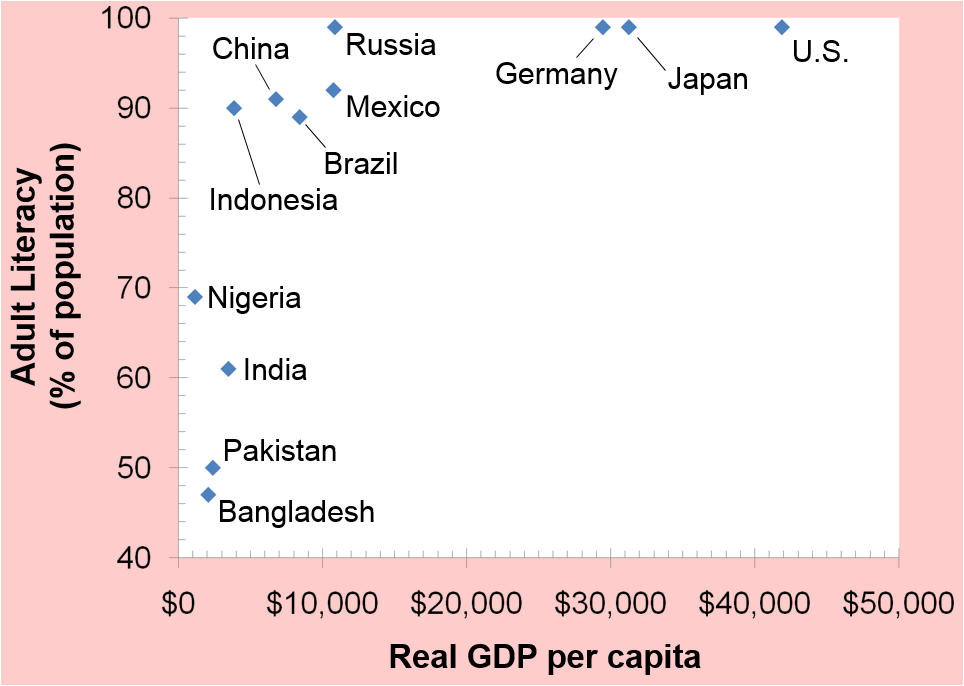 100
90
80
70
60
50
40
Adult Literacy
(% of population)
China
Russia
Germany
Japan
U.S.
Mexico
Brazil
Indonesia
Nigeria
India
Pakistan
Bangladesh
$0
$10,000
$20,000
$30,000
$40,000
$50,000
Real GDP per capita